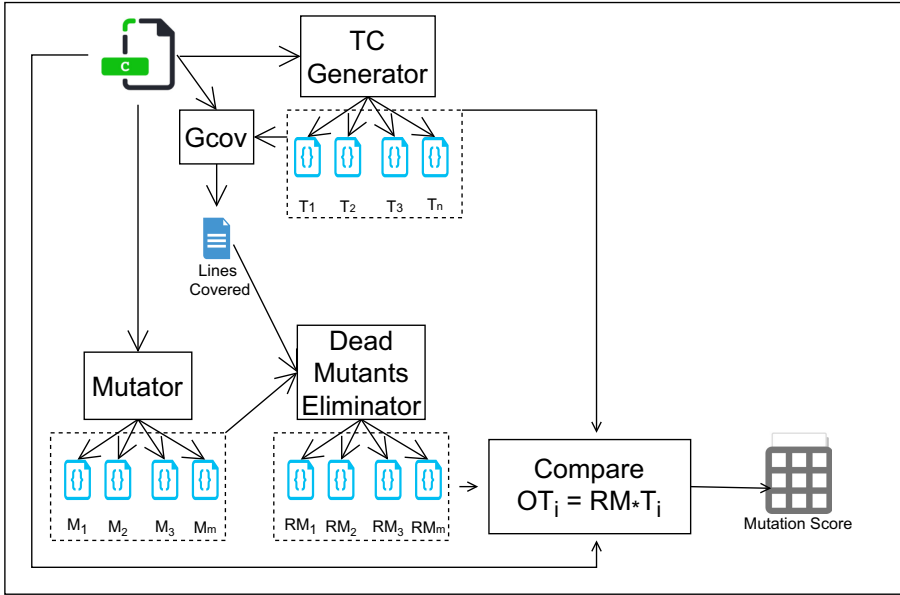 C
TC
Generator
Gcov
{} {} {} {}
T1 T2 T3 Tn
Lines
Covered
Mutator
Dead
Mutants
Eliminator
{} {} {} {}
M1 M2 M3 Mm
{} {} {} {}
RM1 RM2 RM3 RMm
Compare
OTi = RM*Ti
Mutation Score